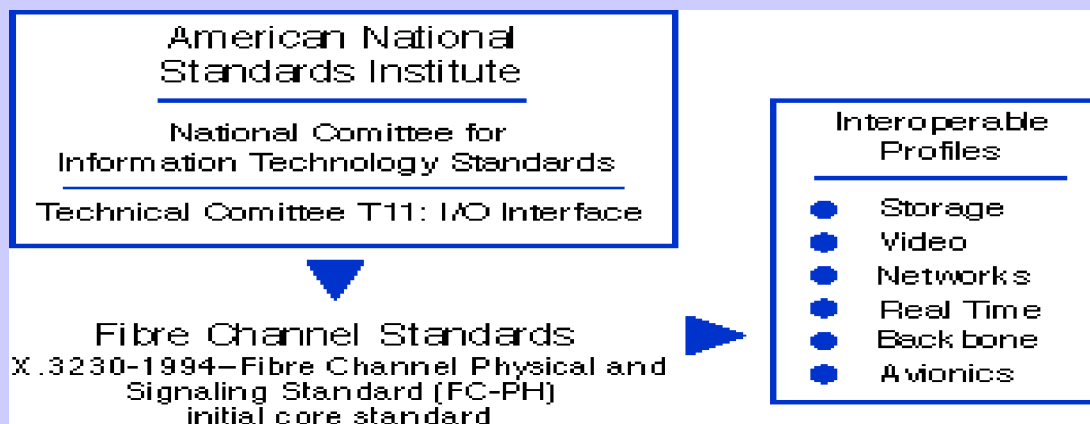 American National
Standards Institute
National Comittee for
Information Technology Standards
Technical Comittee T11: I/O Interface
Fibre Channel Standards
X.3230-1994–Fibre Channel Physical and
Signaling Standard (FC-PH)
initial core standard
Interoperable
Profiles
Storage
Video
Networks
Real Time
Backbone
Avionics